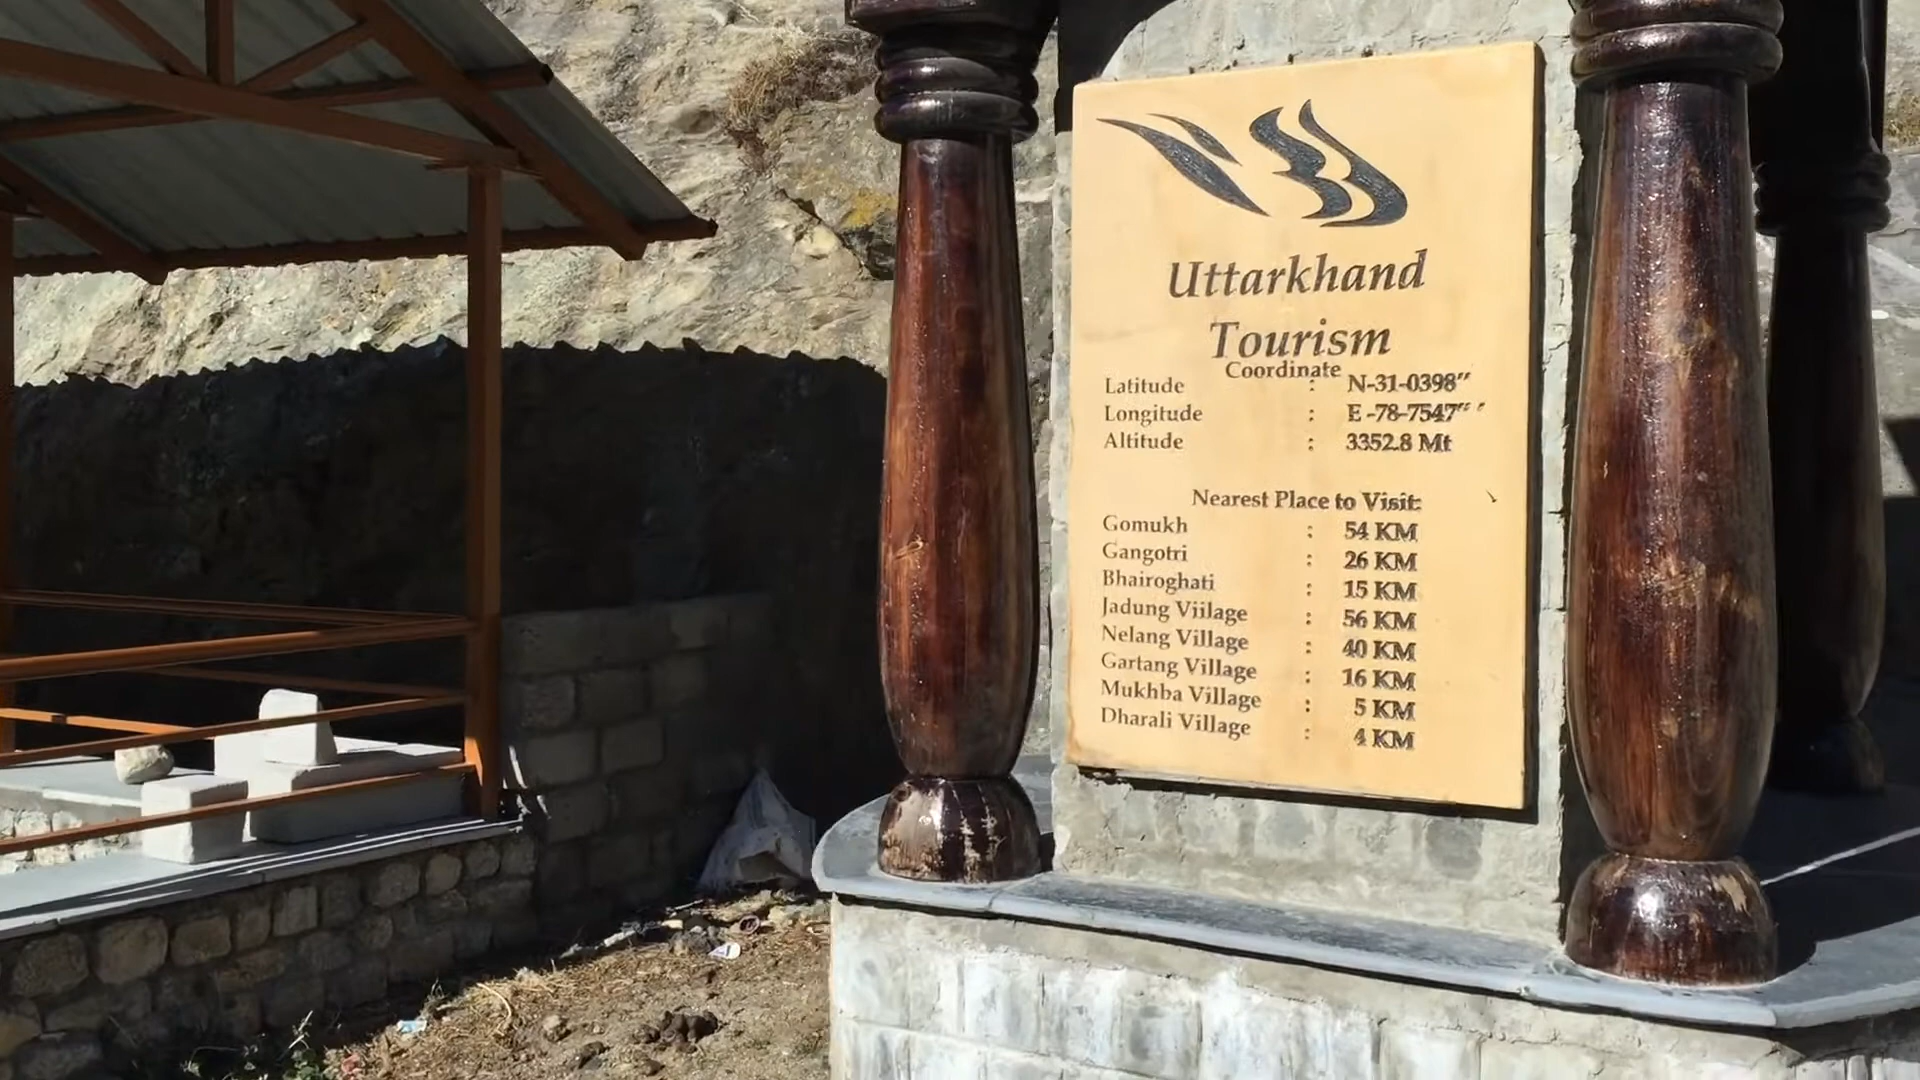 Uttarkhand
Tourism
Coordinate
Latitude : N-31-0398"
Longitude : E -78-7547" "
Altitude : 3352.8 Mt
Nearest Place to Visit:
Gomukh : 54 KM
Gangotri : 26 KM
Bhairoghati : 15 KM
Jadung Viilage : 56 KM
Nelang Village : 40 KM
Gartang Village : 16 KM
Mukhba Village : 5 KM
Dharali Village : 4 KM